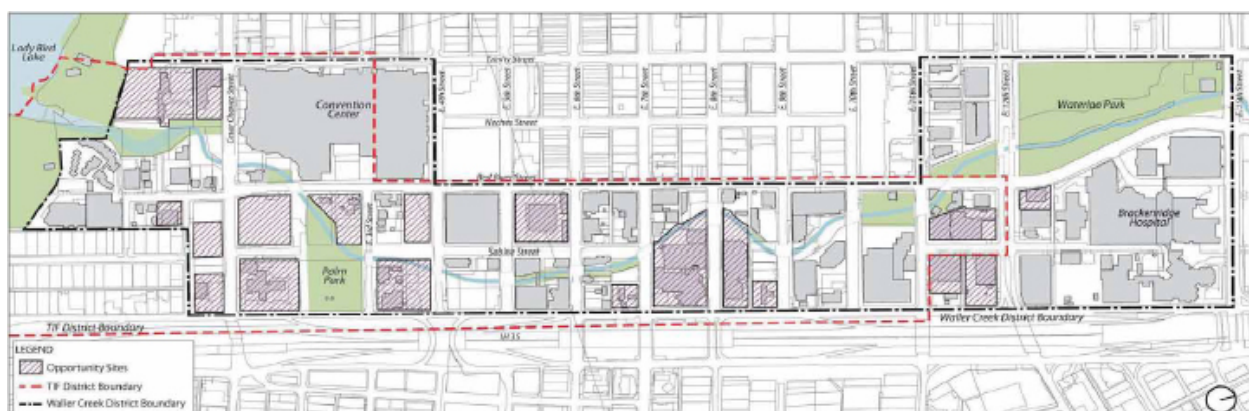 Lady Bird
Lake
Trinity Street
Convention
Center
Cesar Chavez Street
E. 4th Street
E. 5th Street
E. 6th Street
E. 7th Street
E. 8th Street
E. 9th Street
E. 10th Street
E. 11th Street
E. 12th Street
E. 15th Street
Neches Street
Waterloo Park
Red River Street
E. 3rd Street
Sabine Street
Palm
Park
Brackenridge
Hospital
TIF District Boundary
Waller Creek District Boundary
IH 35
LEGEND
Opportunity Sites
TIF District Boundary
Waller Creek District Boundary